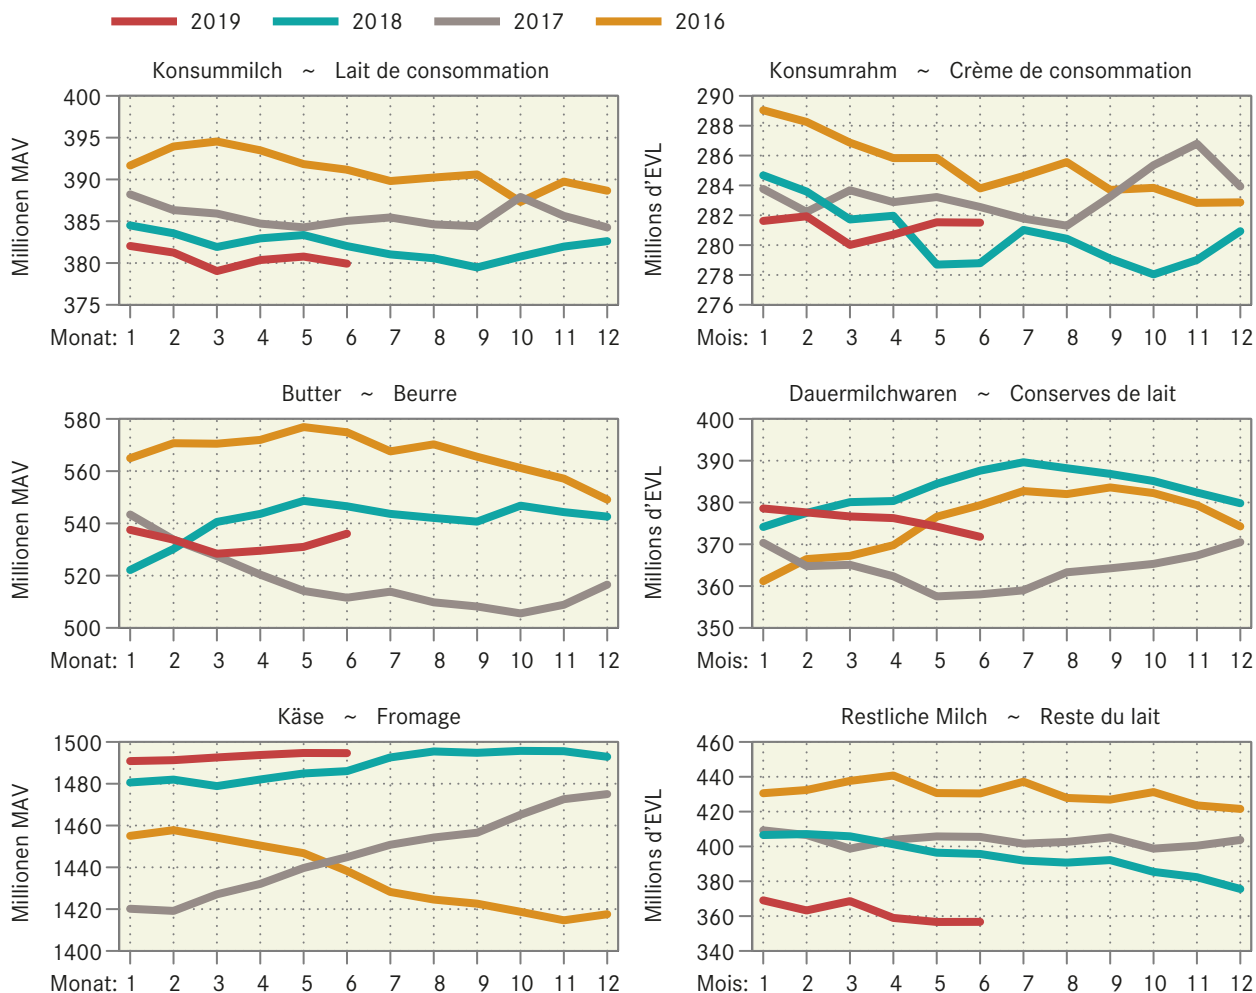 2019 2018 2017 2016
Konsummilch ~ Lait de consommation
Millionen MAV
400
395
390
385
380
375
Monat: 1 2 3 4 5 6 7 8 9 10 11 12
Konsumrahm ~ Crème de consommation
Millions d'EVL
290
288
286
284
282
280
278
276
Mois: 1 2 3 4 5 6 7 8 9 10 11 12
Butter ~ Beurre
Millionen MAV
580
560
540
520
500
Monat: 1 2 3 4 5 6 7 8 9 10 11 12
Dauermilchwaren ~ Conserves de lait
Millions d'EVL
400
390
380
370
360
350
Mois: 1 2 3 4 5 6 7 8 9 10 11 12
Käse ~ Fromage
Millionen MAV
1500
1480
1460
1440
1420
1400
Monat: 1 2 3 4 5 6 7 8 9 10 11 12
Restliche Milch ~ Reste du lait
Millions d'EVL
460
440
420
400
380
360
340
Mois: 1 2 3 4 5 6 7 8 9 10 11 12